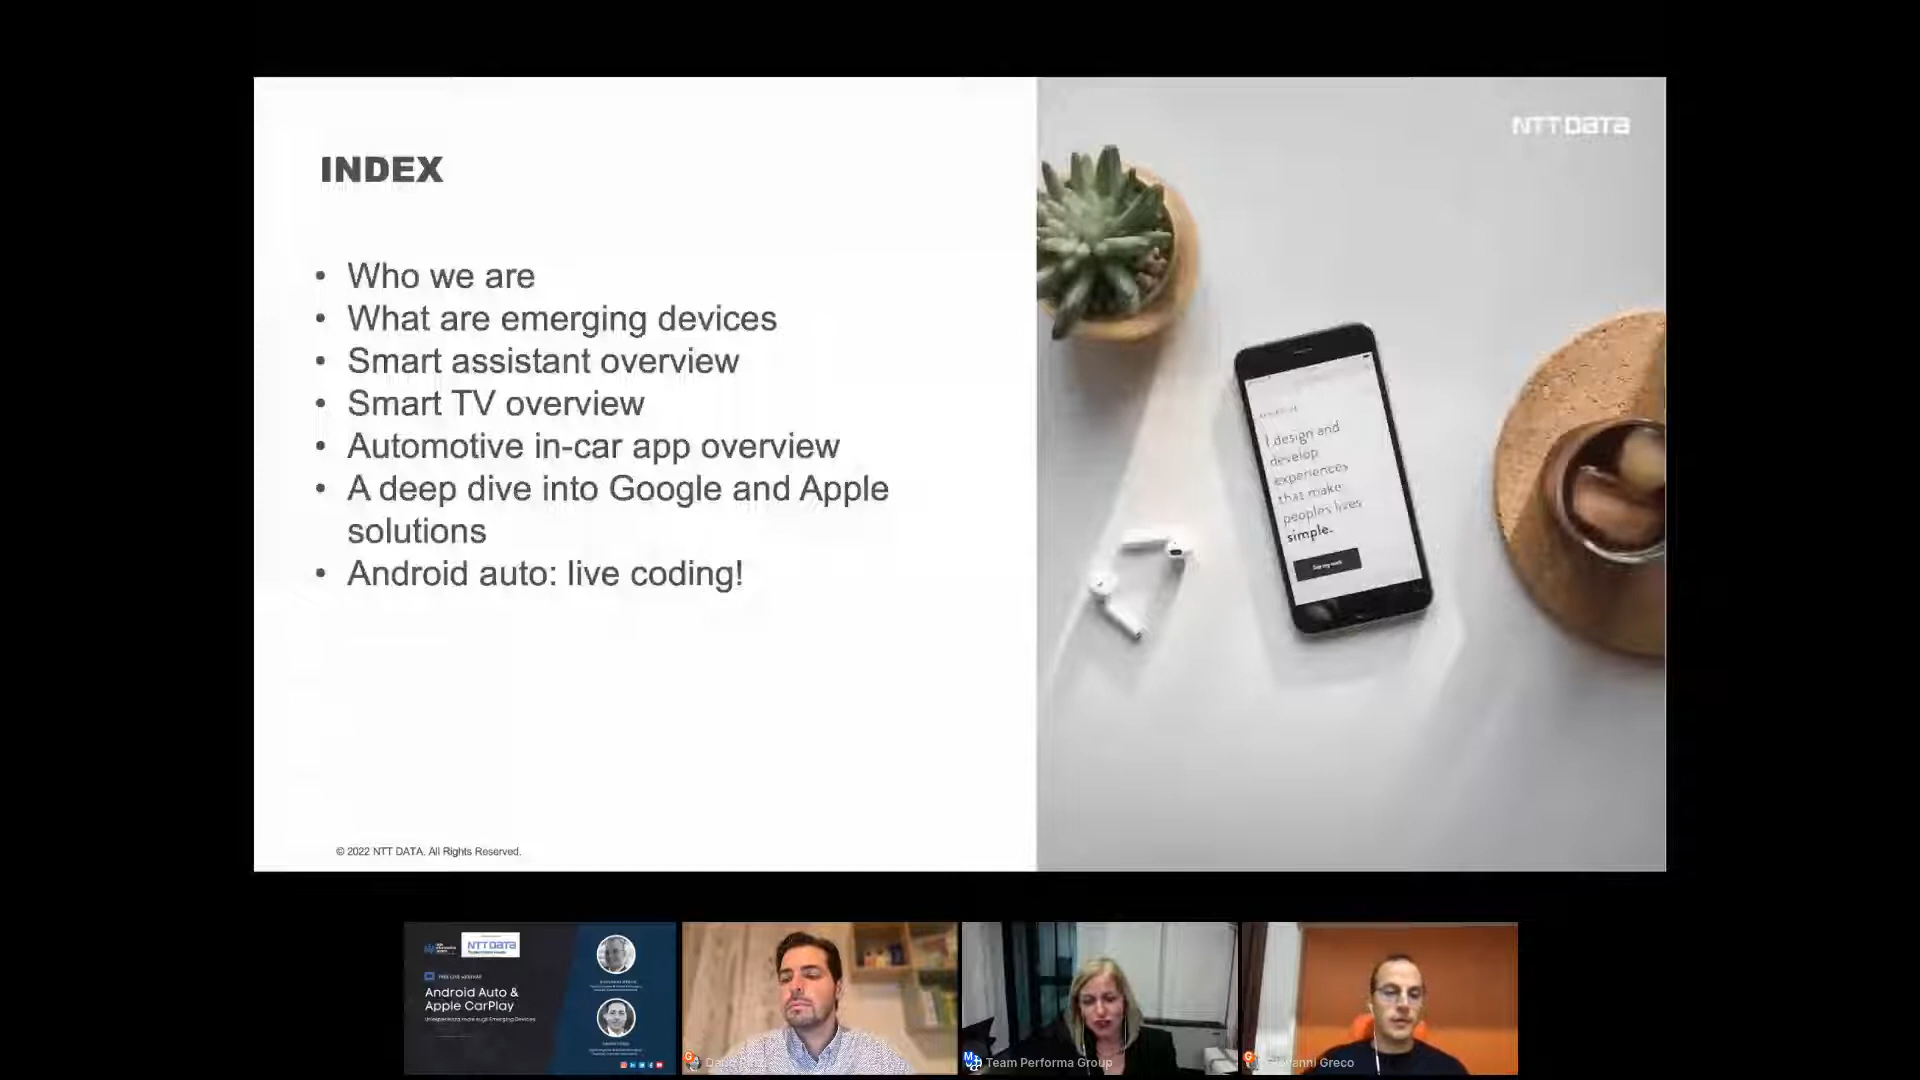 NTT DATA
INDEX
• Who we are
• What are emerging devices
• Smart assistant overview
• Smart TV overview
• Automotive in-car app overview
• A deep dive into Google and Apple
solutions
• Android auto: live coding!
I design and
develop
experiences
that make
peoples lives
simple.
© 2022 NTT DATA. All Rights Reserved.
NTT DATA
FREE LIVE WEBINAR
Android Auto &
Apple CarPlay
Team Performa Group
Giovanni Greco